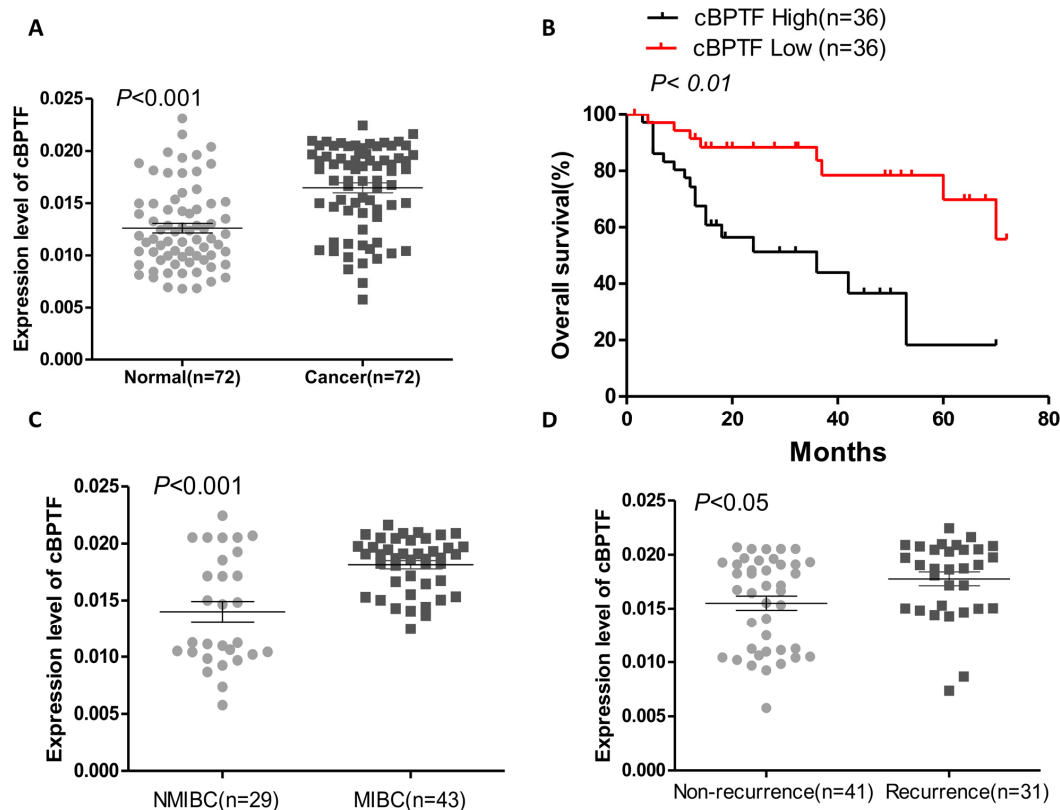 A
P<0.001
Expression level of cBPTF
0.025
0.020
0.015
0.010
0.005
0.000
Normal(n=72)
Cancer(n=72)
B
cBPTF High(n=36)
cBPTF Low (n=36)
P< 0.01
Overall survival(%)
100
80
60
40
20
0
0
20
40
60
80
Months
C
P<0.001
Expression level of cBPTF
0.025
0.020
0.015
0.010
0.005
0.000
NMIBC(n=29)
MIBC(n=43)
D
P<0.05
Expression level of cBPTF
0.025
0.020
0.015
0.010
0.005
0.000
Non-recurrence(n=41)
Recurrence(n=31)